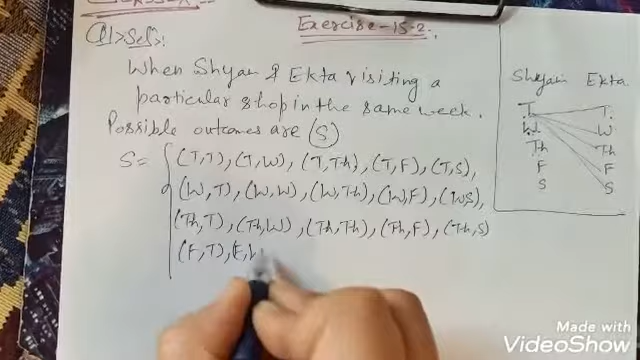 Exercise-15.2.
Q1>Sol>:
When Shyam & Ekta visiting a
particular shop in the same week.
Possible outcomes are (S)
S= { (T,T), (T,W), (T,Th), (T,F), (T,S),
(W,T), (W,W), (W,Th), (W,F), (WS),
(Th,T), (Th,W), (Th,Th), (Th,F), (Th,S)
(F,T), (F,
Shyam Ekta
T T
W W
Th Th
F F
S S
Made with
VideoShow